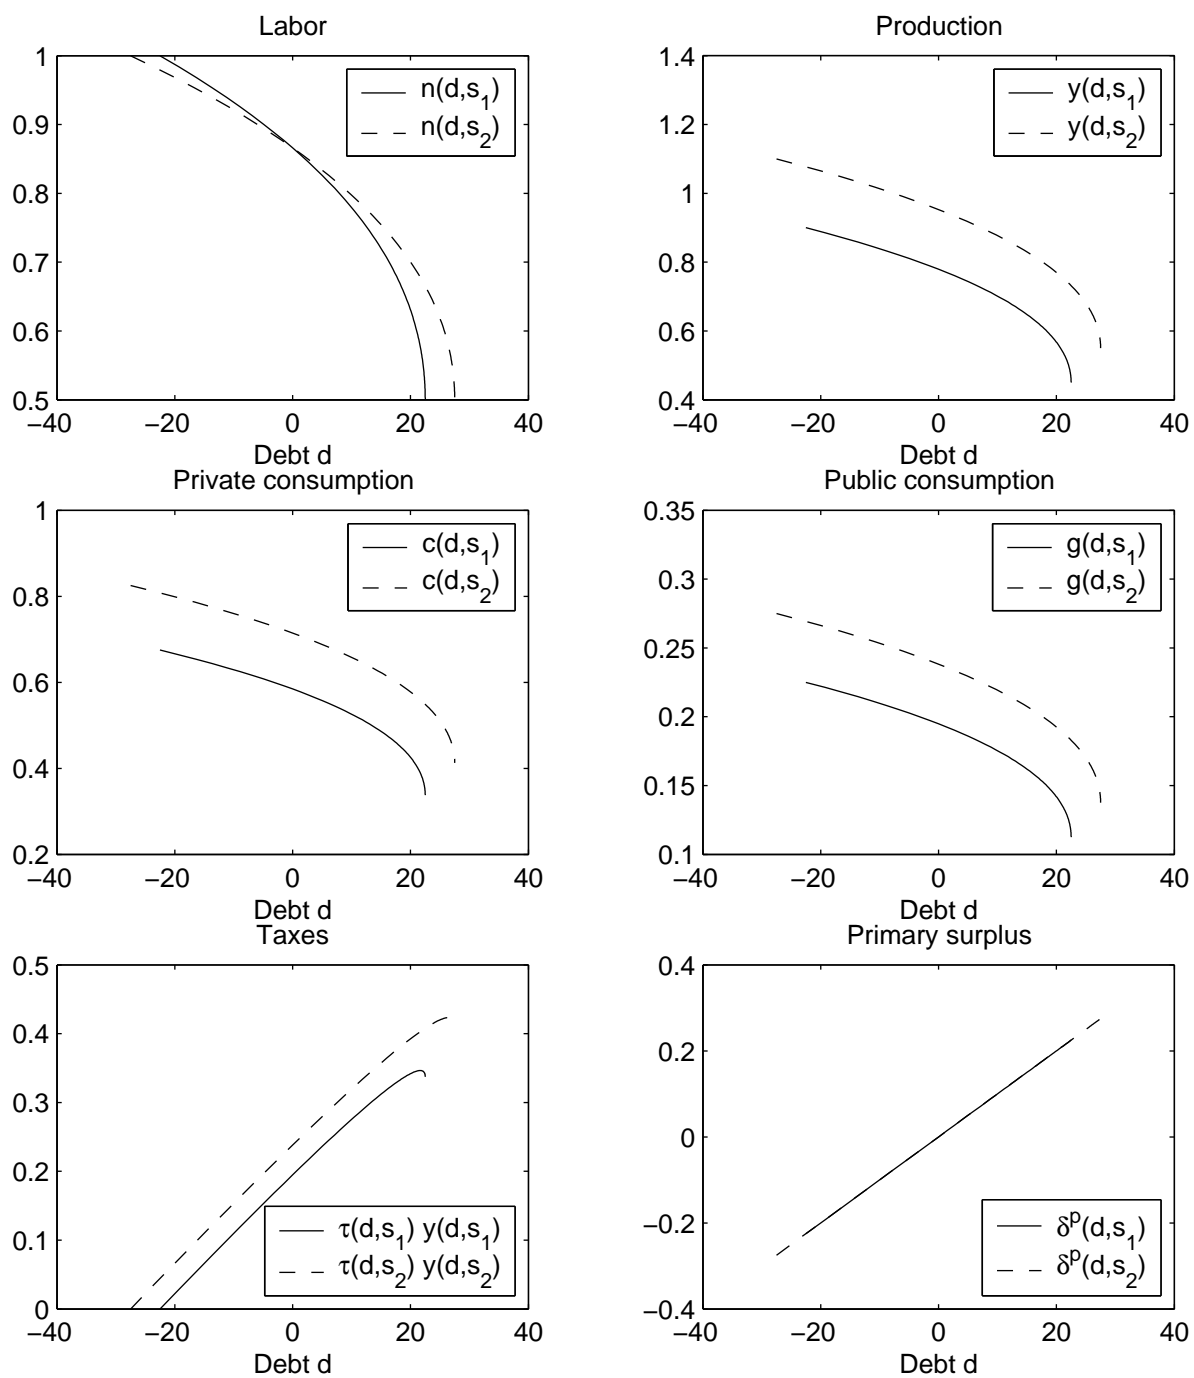 Labor
1
0.9
0.8
0.7
0.6
0.5
−40 −20 0 20 40
Debt d
n(d,s1)
n(d,s2)
Production
1.4
1.2
1
0.8
0.6
0.4
−40 −20 0 20 40
Debt d
y(d,s1)
y(d,s2)
Private consumption
1
0.8
0.6
0.4
0.2
−40 −20 0 20 40
Debt d
c(d,s1)
c(d,s2)
Public consumption
0.35
0.3
0.25
0.2
0.15
0.1
−40 −20 0 20 40
Debt d
g(d,s1)
g(d,s2)
Taxes
0.5
0.4
0.3
0.2
0.1
0
−40 −20 0 20 40
Debt d
τ(d,s1) y(d,s1)
τ(d,s2) y(d,s2)
Primary surplus
0.4
0.2
0
−0.2
−0.4
−40 −20 0 20 40
Debt d
δp(d,s1)
δp(d,s2)